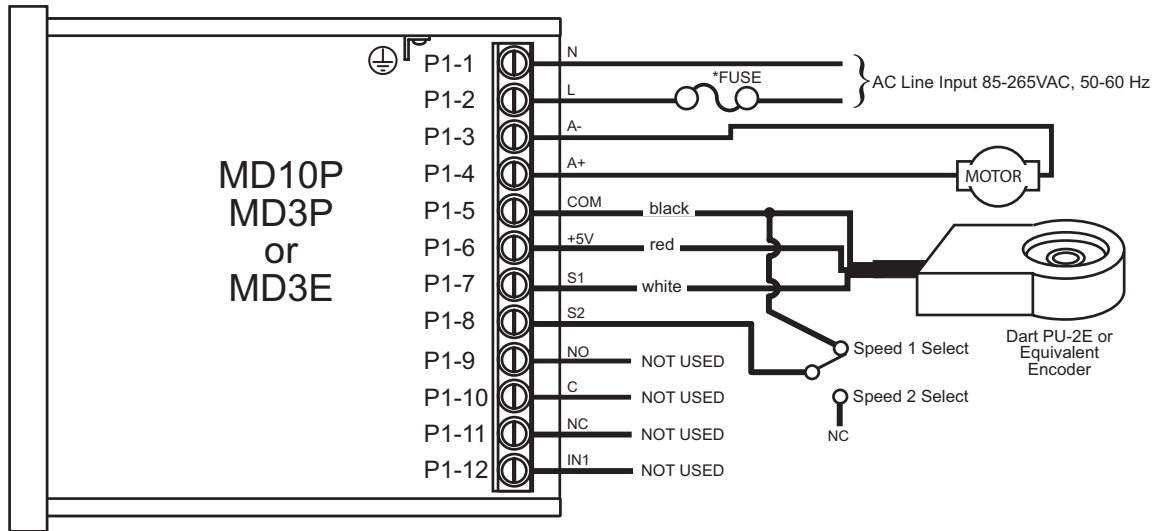 MD10P
MD3P
or
MD3E
P1-1
N
P1-2
L
*FUSE
AC Line Input 85-265VAC, 50-60 Hz
P1-3
A-
P1-4
A+
MOTOR
P1-5
COM
black
P1-6
+5V
red
P1-7
S1
white
P1-8
S2
P1-9
NO
NOT USED
P1-10
C
NOT USED
P1-11
NC
NOT USED
P1-12
IN1
NOT USED
Speed 1 Select
Speed 2 Select
NC
Dart PU-2E or
Equivalent
Encoder